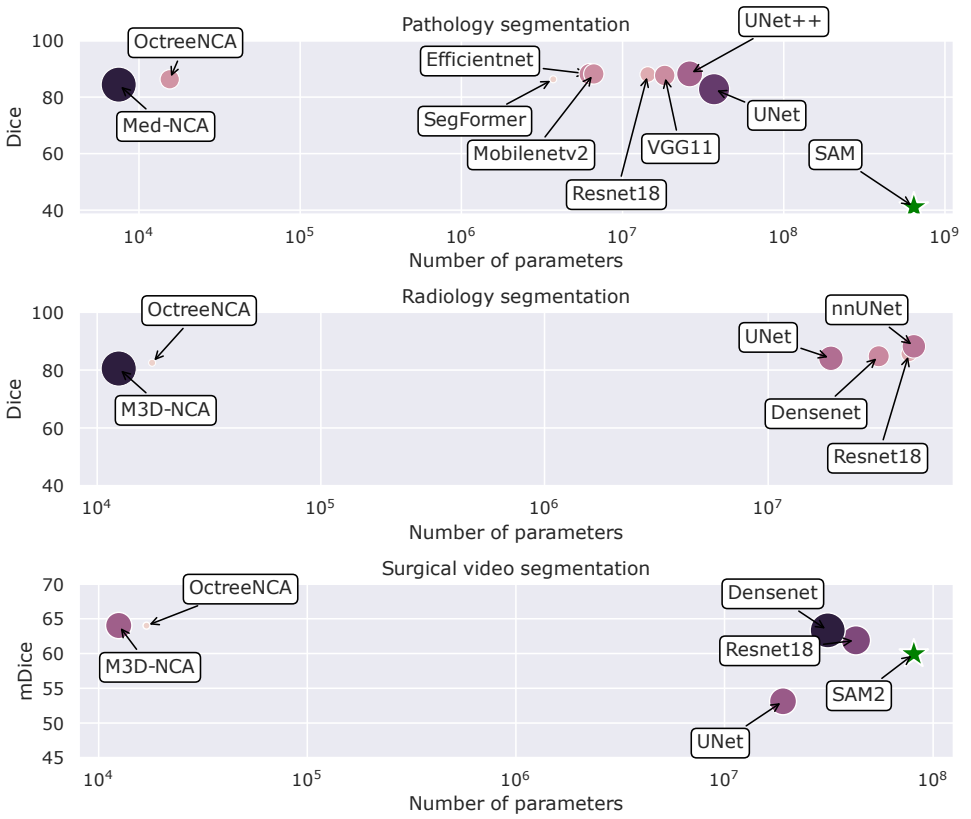 Pathology segmentation
UNet++
OctreeNCA
Efficientnet
SegFormer
Med-NCA
Mobilenetv2
VGG11
UNet
Resnet18
SAM
Dice
100
80
60
40
10^4
10^5
10^6
10^7
10^8
10^9
Number of parameters
Radiology segmentation
OctreeNCA
nnUNet
UNet
M3D-NCA
Densenet
Resnet18
Dice
100
80
60
80
40
10^4
10^5
10^6
10^7
Number of parameters
Surgical video segmentation
OctreeNCA
Densenet
M3D-NCA
Resnet18
SAM2
UNet
mDice
70
65
60
55
50
45
10^4
10^5
10^6
10^7
10^8
Number of parameters